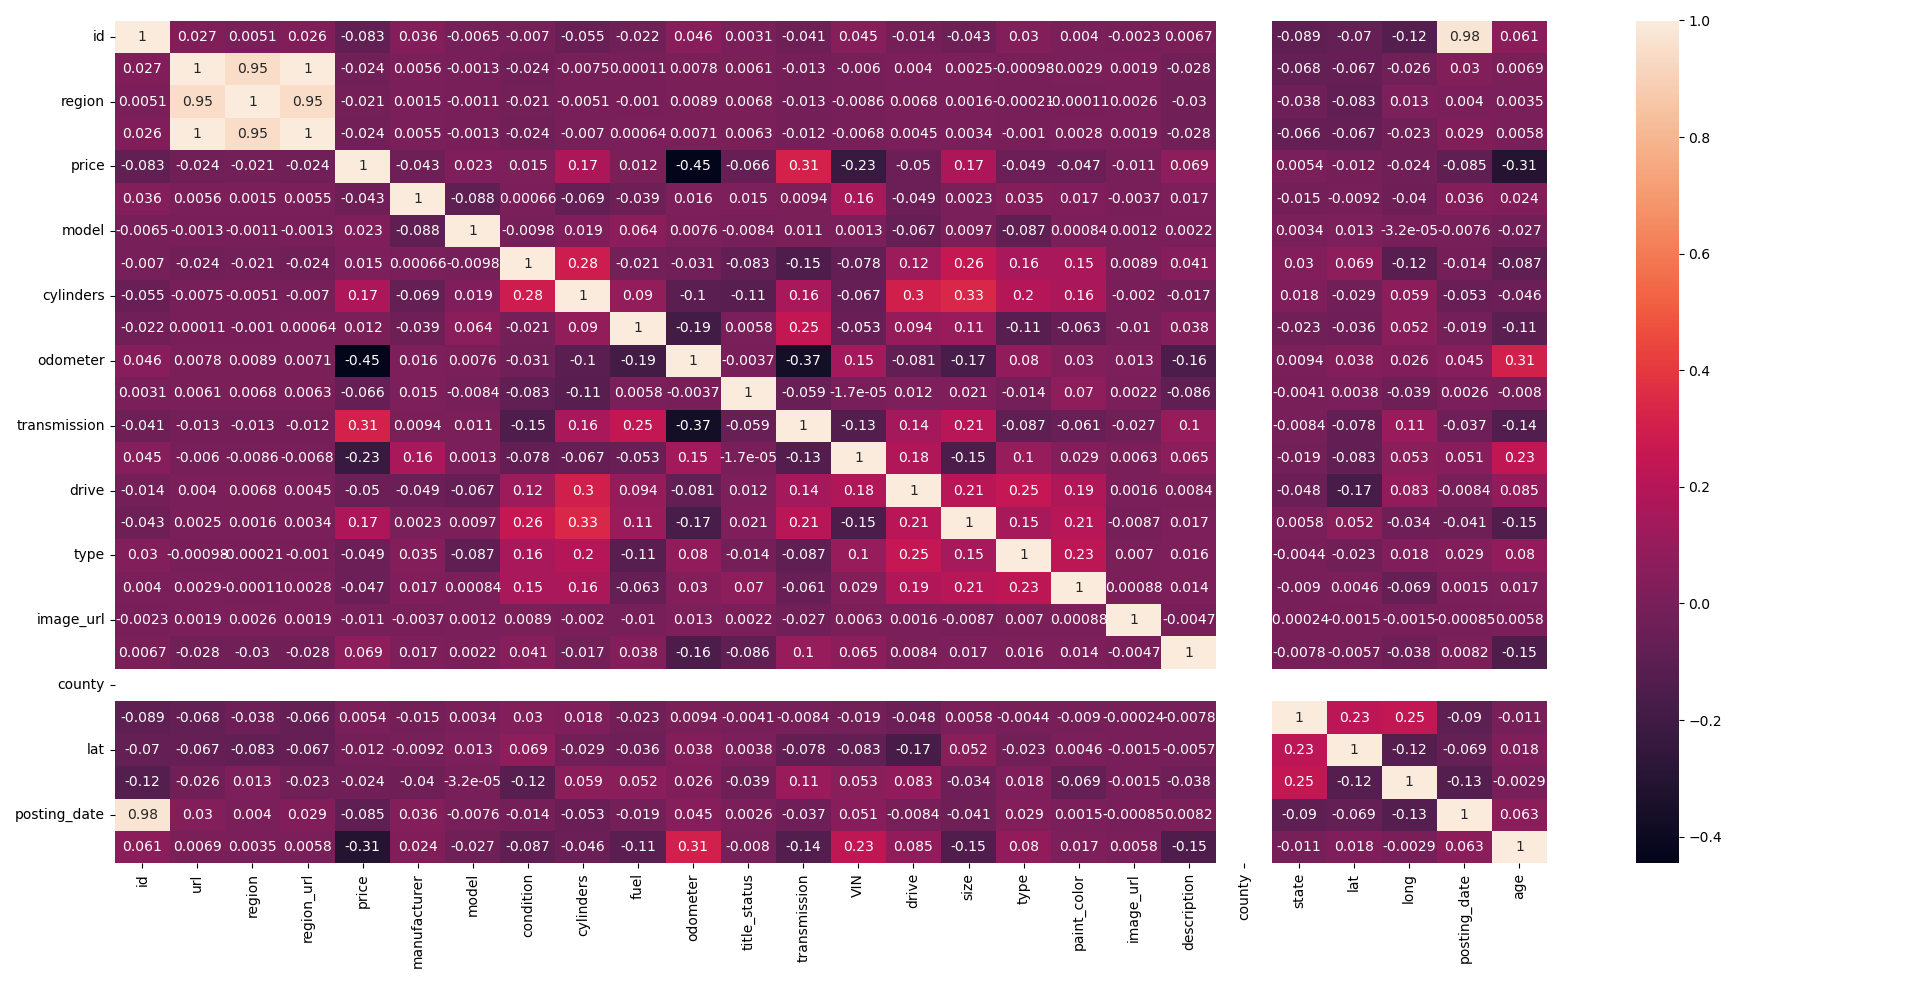 id 1 0.027 0.0051 0.026 -0.083 0.036 -0.0065 -0.007 -0.055 -0.022 0.046 0.0031 -0.041 0.045 -0.014 -0.043 0.03 0.004 -0.0023 0.0067 -0.089 -0.07 -0.12 0.98 0.061 1.0
0.027 1 0.95 1 -0.024 0.0056 -0.0013 -0.024 -0.0075 0.00011 0.0078 0.0061 -0.013 -0.006 0.004 0.0025 -0.00098 0.0029 0.0019 -0.028 -0.068 -0.067 -0.026 0.03 0.0069
region 0.0051 0.95 1 0.95 -0.021 0.0015 -0.0011 -0.021 -0.0051 -0.001 0.0089 0.0068 -0.013 -0.0086 0.0068 0.0016 -0.00021 -0.00011 0.0026 -0.03 -0.038 -0.083 0.013 0.004 0.0035
0.026 1 0.95 1 -0.024 0.0055 -0.0013 -0.024 -0.007 0.00064 0.0071 0.0063 -0.012 -0.0068 0.0045 0.0034 -0.001 0.0028 0.0019 -0.028 -0.066 -0.067 -0.023 0.029 0.0058 0.8
price -0.083 -0.024 -0.021 -0.024 1 -0.043 0.023 0.015 0.17 0.012 -0.45 -0.066 0.31 -0.23 -0.05 0.17 -0.049 -0.047 -0.011 0.069 0.0054 -0.012 -0.024 -0.085 -0.31
0.036 0.0056 0.0015 0.0055 -0.043 1 -0.088 0.00066 -0.069 -0.039 0.016 0.015 0.0094 0.16 -0.049 0.0023 0.035 0.017 -0.0037 0.017 -0.015 -0.0092 -0.04 0.036 0.024
model -0.0065 -0.0013 -0.0011 -0.0013 0.023 -0.088 1 -0.0098 0.019 0.064 0.0076 -0.0084 0.011 0.0013 -0.067 0.0097 -0.087 0.00084 0.0012 0.0022 0.0034 0.013 -3.2e-05 -0.0076 -0.027
0.6
-0.007 -0.024 -0.021 -0.024 0.015 0.00066 -0.0098 1 0.28 -0.021 -0.031 -0.083 -0.15 -0.078 0.12 0.26 0.16 0.15 0.0089 0.041 0.03 0.069 -0.12 -0.014 -0.087
cylinders -0.055 -0.0075 -0.0051 -0.007 0.17 -0.069 0.019 0.28 1 0.09 -0.1 -0.11 0.16 -0.067 0.3 0.33 0.2 0.16 -0.002 -0.017 0.018 -0.029 0.059 -0.053 -0.046
-0.022 0.00011 -0.001 0.00064 0.012 -0.039 0.064 -0.021 0.09 1 -0.19 0.0058 0.25 -0.053 0.094 0.11 -0.11 -0.063 -0.01 0.038 -0.023 -0.036 0.052 -0.019 -0.11
odometer 0.046 0.0078 0.0089 0.0071 -0.45 0.016 0.0076 -0.031 -0.1 -0.19 1 -0.0037 -0.37 0.15 -0.081 -0.17 0.08 0.03 0.013 -0.16 0.0094 0.038 0.026 0.045 0.31
0.4
0.0031 0.0061 0.0068 0.0063 -0.066 0.015 -0.0084 -0.083 -0.11 0.0058 -0.0037 1 -0.059 -1.7e-05 0.012 0.021 -0.014 0.07 0.0022 -0.086 -0.0041 0.0038 -0.039 0.0026 -0.008
transmission -0.041 -0.013 -0.013 -0.012 0.31 0.0094 0.011 -0.15 0.16 0.25 -0.37 -0.059 1 -0.13 0.14 0.21 -0.087 -0.061 -0.027 0.1 -0.0084 -0.078 0.11 -0.037 -0.14
0.045 -0.006 -0.0086 -0.0068 -0.23 0.16 0.0013 -0.078 -0.067 -0.053 0.15 -1.7e-05 -0.13 1 0.18 -0.15 0.1 0.029 0.0063 0.065 -0.019 -0.083 0.053 0.051 0.23
drive -0.014 0.004 0.0068 0.0045 -0.05 -0.049 -0.067 0.12 0.3 0.094 -0.081 0.012 0.14 0.18 1 0.21 0.25 0.19 0.0016 0.0084 -0.048 -0.17 0.083 -0.0084 0.085 0.2
-0.043 0.0025 0.0016 0.0034 0.17 0.0023 0.0097 0.26 0.33 0.11 -0.17 0.021 0.21 -0.15 0.21 1 0.15 0.21 -0.0087 0.017 0.0058 0.052 -0.034 -0.041 -0.15
type 0.03 -0.00098 -0.00021 -0.001 -0.049 0.035 -0.087 0.16 0.2 -0.11 0.08 -0.014 -0.087 0.1 0.25 0.15 1 0.23 0.007 0.016 -0.0044 -0.023 0.018 0.029 0.08
0.004 0.0029 -0.00011 0.0028 -0.047 0.017 0.00084 0.15 0.16 -0.063 0.03 0.07 -0.061 0.029 0.19 0.21 0.23 1 0.00088 0.014 -0.009 0.0046 -0.069 0.0015 0.017
0.0
image_url -0.0023 0.0019 0.0026 0.0019 -0.011 -0.0037 0.0012 0.0089 -0.002 -0.01 0.013 0.0022 -0.027 0.0063 0.0016 -0.0087 0.007 0.00088 1 -0.0047 -0.00024 -0.0015 -0.0015 -0.00085 0.0058
0.0067 -0.028 -0.03 -0.028 0.069 0.017 0.0022 0.041 -0.017 0.038 -0.16 -0.086 0.1 0.065 0.0084 0.017 0.016 0.014 -0.0047 1 -0.0078 -0.0057 -0.038 0.0082 -0.15
county
-0.089 -0.068 -0.038 -0.066 0.0054 -0.015 0.0034 0.03 0.018 -0.023 0.0094 -0.0041 -0.0084 -0.019 -0.048 0.0058 -0.0044 -0.009 -0.00024 -0.0078 1 0.23 0.25 -0.09 -0.011 −0.2
lat -0.07 -0.067 -0.083 -0.067 -0.012 -0.0092 0.013 0.069 -0.029 -0.036 0.038 0.0038 -0.078 -0.083 -0.17 0.052 -0.023 0.0046 -0.0015 -0.0057 0.23 1 -0.12 -0.069 0.018
-0.12 -0.026 0.013 -0.023 -0.024 -0.04 -3.2e-05 -0.12 0.059 0.052 0.026 -0.039 0.11 0.053 0.083 -0.034 0.018 -0.069 -0.0015 -0.038 0.25 -0.12 1 -0.13 -0.0029
posting_date 0.98 0.03 0.004 0.029 -0.085 0.036 -0.0076 -0.014 -0.053 -0.019 0.045 0.0026 -0.037 0.051 -0.0084 -0.041 0.029 0.0015 -0.00085 0.0082 -0.09 -0.069 -0.13 1 0.063
−0.4
0.061 0.0069 0.0035 0.0058 -0.31 0.024 -0.027 -0.087 -0.046 -0.11 0.31 -0.008 -0.14 0.23 0.085 -0.15 0.08 0.017 0.0058 -0.15 -0.011 0.018 -0.0029 0.063 1
id url region region_url price manufacturer model condition cylinders fuel odometer title_status transmission VIN drive size type paint_color image_url description county state lat long posting_date age